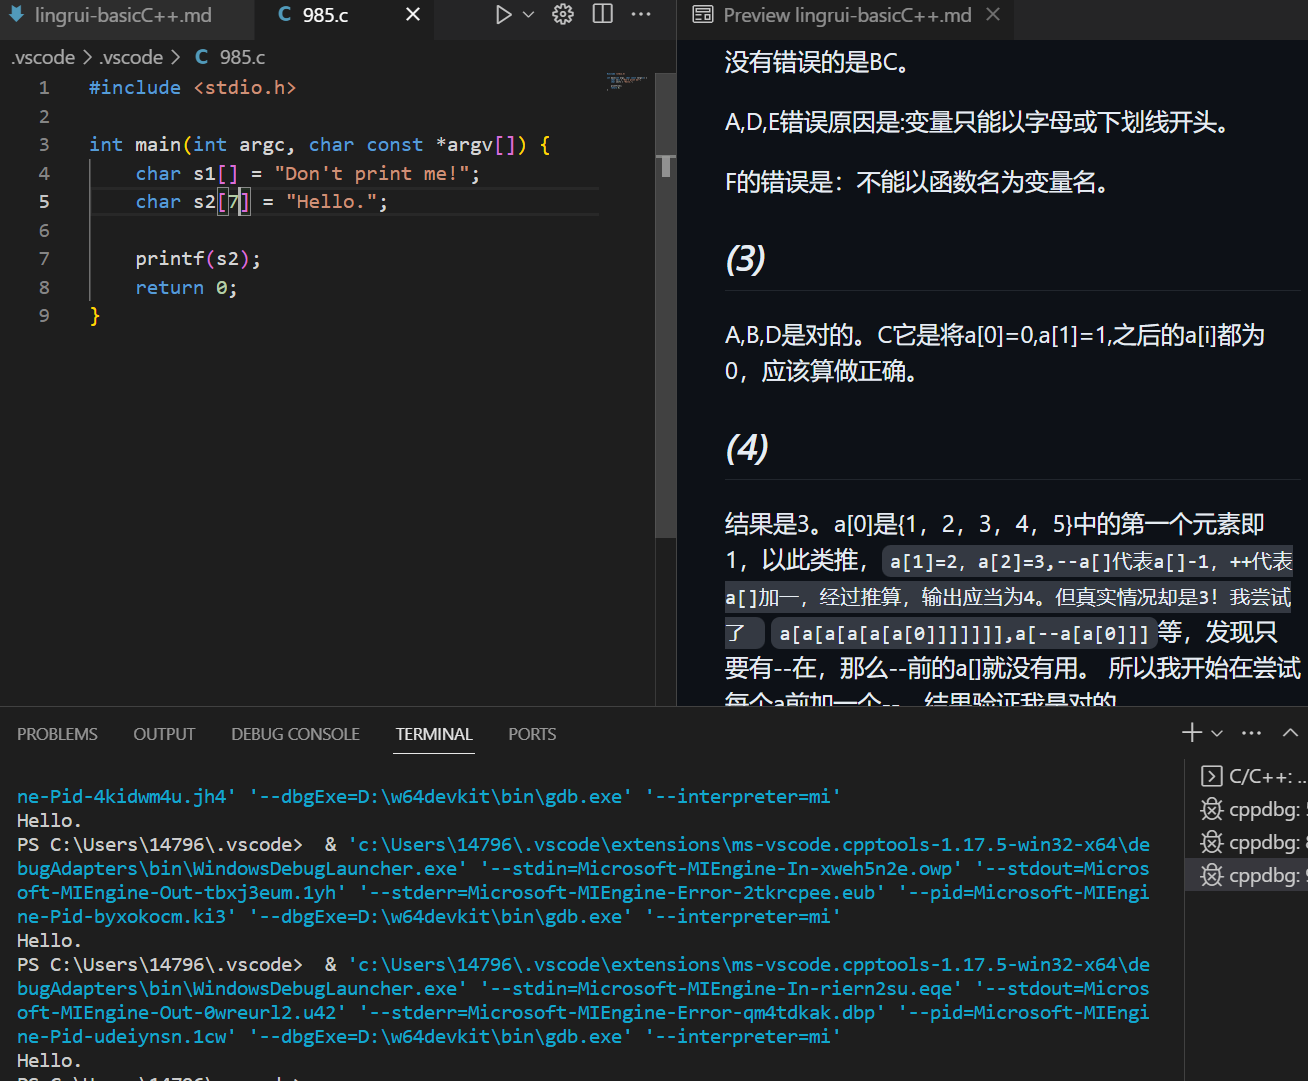 lingrui-basicC++.md
C 985.c
.vscode > .vscode > C 985.c
1 #include <stdio.h>
2
3 int main(int argc, char const *argv[]) {
4 char s1[] = "Don't print me!";
5 char s2[7] = "Hello.";
6
7 printf(s2);
8 return 0;
9 }
Preview lingrui-basicC++.md
没有错误的是BC。
A,D,E错误原因是:变量只能以字母或下划线开头。
F的错误是：不能以函数名为变量名。
(3)
A,B,D是对的。C它是将a[0]=0,a[1]=1,之后的a[i]都为
0，应该算做正确。
(4)
结果是3。a[0]是{1，2，3，4，5}中的第一个元素即
1，以此类推，a[1]=2，a[2]=3,--a[]代表a[]-1，++代表
a[]加一，经过推算，输出应当为4。但真实情况却是3！我尝试
了 a[a[a[a[a[a[0]]]]]]],a[--a[a[0]]]等，发现只
要有--在，那么--前的a[]就没有用。 所以我开始在尝试
每个a前加一个--，结果验证我是对的
PROBLEMS OUTPUT DEBUG CONSOLE TERMINAL PORTS
ne-Pid-4kidwm4u.jh4' '--dbgExe=D:\w64devkit\bin\gdb.exe' '--interpreter=mi'
Hello.
PS C:\Users\14796\.vscode> & 'c:\Users\14796\.vscode\extensions\ms-vscode.cpptools-1.17.5-win32-x64\de
bugAdapters\bin\WindowsDebugLauncher.exe' '--stdin=Microsoft-MIEngine-In-xweh5n2e.owp' '--stdout=Micros
oft-MIEngine-Out-tbxj3eum.1yh' '--stderr=Microsoft-MIEngine-Error-2tkrcpee.eub' '--pid=Microsoft-MIEngi
ne-Pid-byxokocm.ki3' '--dbgExe=D:\w64devkit\bin\gdb.exe' '--interpreter=mi'
Hello.
PS C:\Users\14796\.vscode> & 'c:\Users\14796\.vscode\extensions\ms-vscode.cpptools-1.17.5-win32-x64\de
bugAdapters\bin\WindowsDebugLauncher.exe' '--stdin=Microsoft-MIEngine-In-riern2su.eqe' '--stdout=Micros
oft-MIEngine-Out-0wreurl2.u42' '--stderr=Microsoft-MIEngine-Error-qm4tdkak.dbp' '--pid=Microsoft-MIEngi
ne-Pid-udeiynsn.1cw' '--dbgExe=D:\w64devkit\bin\gdb.exe' '--interpreter=mi'
Hello.
PS C:\Users\14796\.vscode>
C/C++: ...
cppdbg:
cppdbg:
cppdbg: